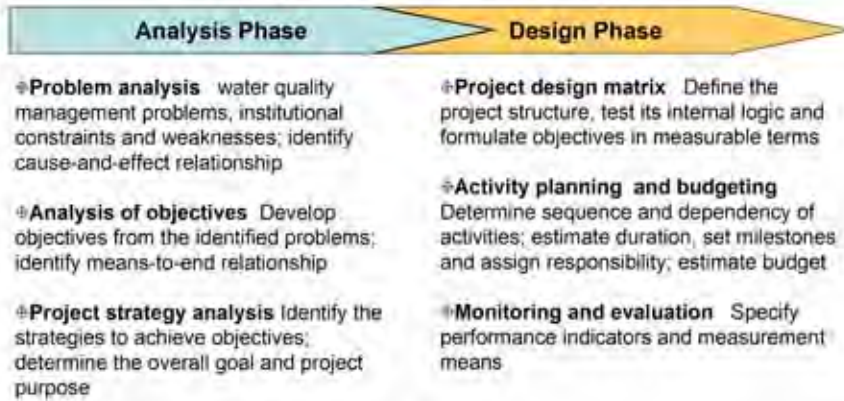 Analysis Phase
Design Phase
Problem analysis water quality
management problems, institutional
constraints and weaknesses; identify
cause-and-effect relationship
Analysis of objectives Develop
objectives from the identified problems;
identify means-to-end relationship
Project strategy analysis Identify the
strategies to achieve objectives;
determine the overall goal and project
purpose
Project design matrix Define the
project structure, test its internal logic and
formulate objectives in measurable terms
Activity planning and budgeting
Determine sequence and dependency of
activities; estimate duration, set milestones
and assign responsibility; estimate budget
Monitoring and evaluation Specify
performance indicators and measurement
means